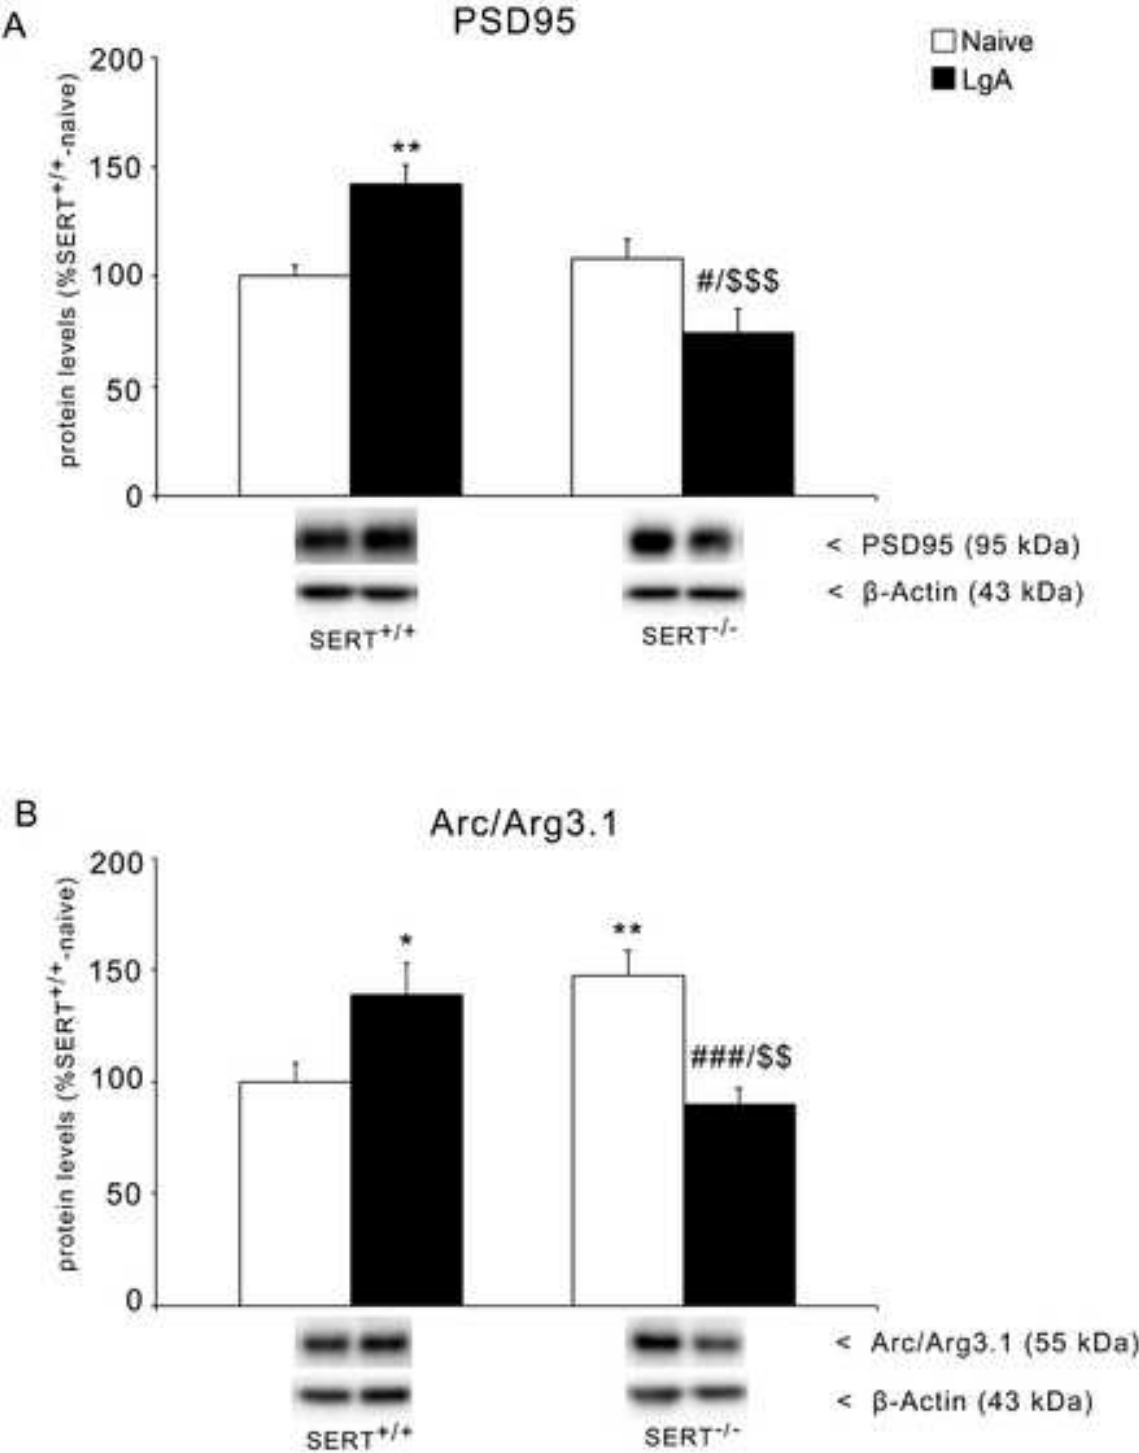 A
PSD95
Naive
LgA
protein levels (%SERT+/+-naive)
200
150
100
50
0
**
#/$$$
< PSD95 (95 kDa)
< β-Actin (43 kDa)
SERT+/+
SERT-/-
B
Arc/Arg3.1
protein levels (%SERT+/+-naive)
200
150
100
50
0
*
**
###/$$
< Arc/Arg3.1 (55 kDa)
< β-Actin (43 kDa)
SERT+/+
SERT-/-